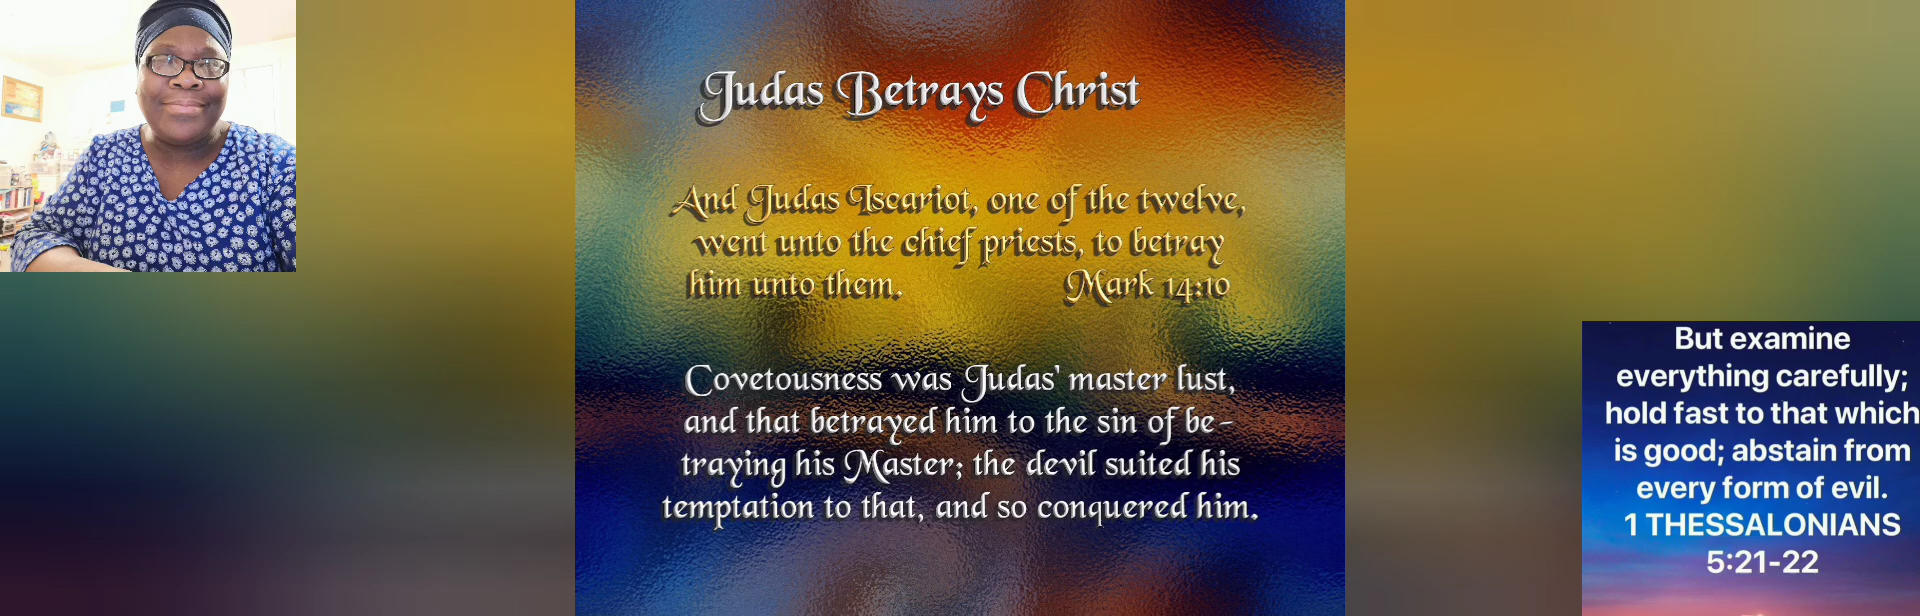 Judas Betrays Christ
And Judas Iscariot, one of the twelve,
went unto the chief priests, to betray
him unto them. Mark 14:10
Covetousness was Judas' master lust,
and that betrayed him to the sin of be-
traying his Master; the devil suited his
temptation to that, and so conquered him.
But examine
everything carefully;
hold fast to that which
is good; abstain from
every form of evil.
1 THESSALONIANS
5:21-22